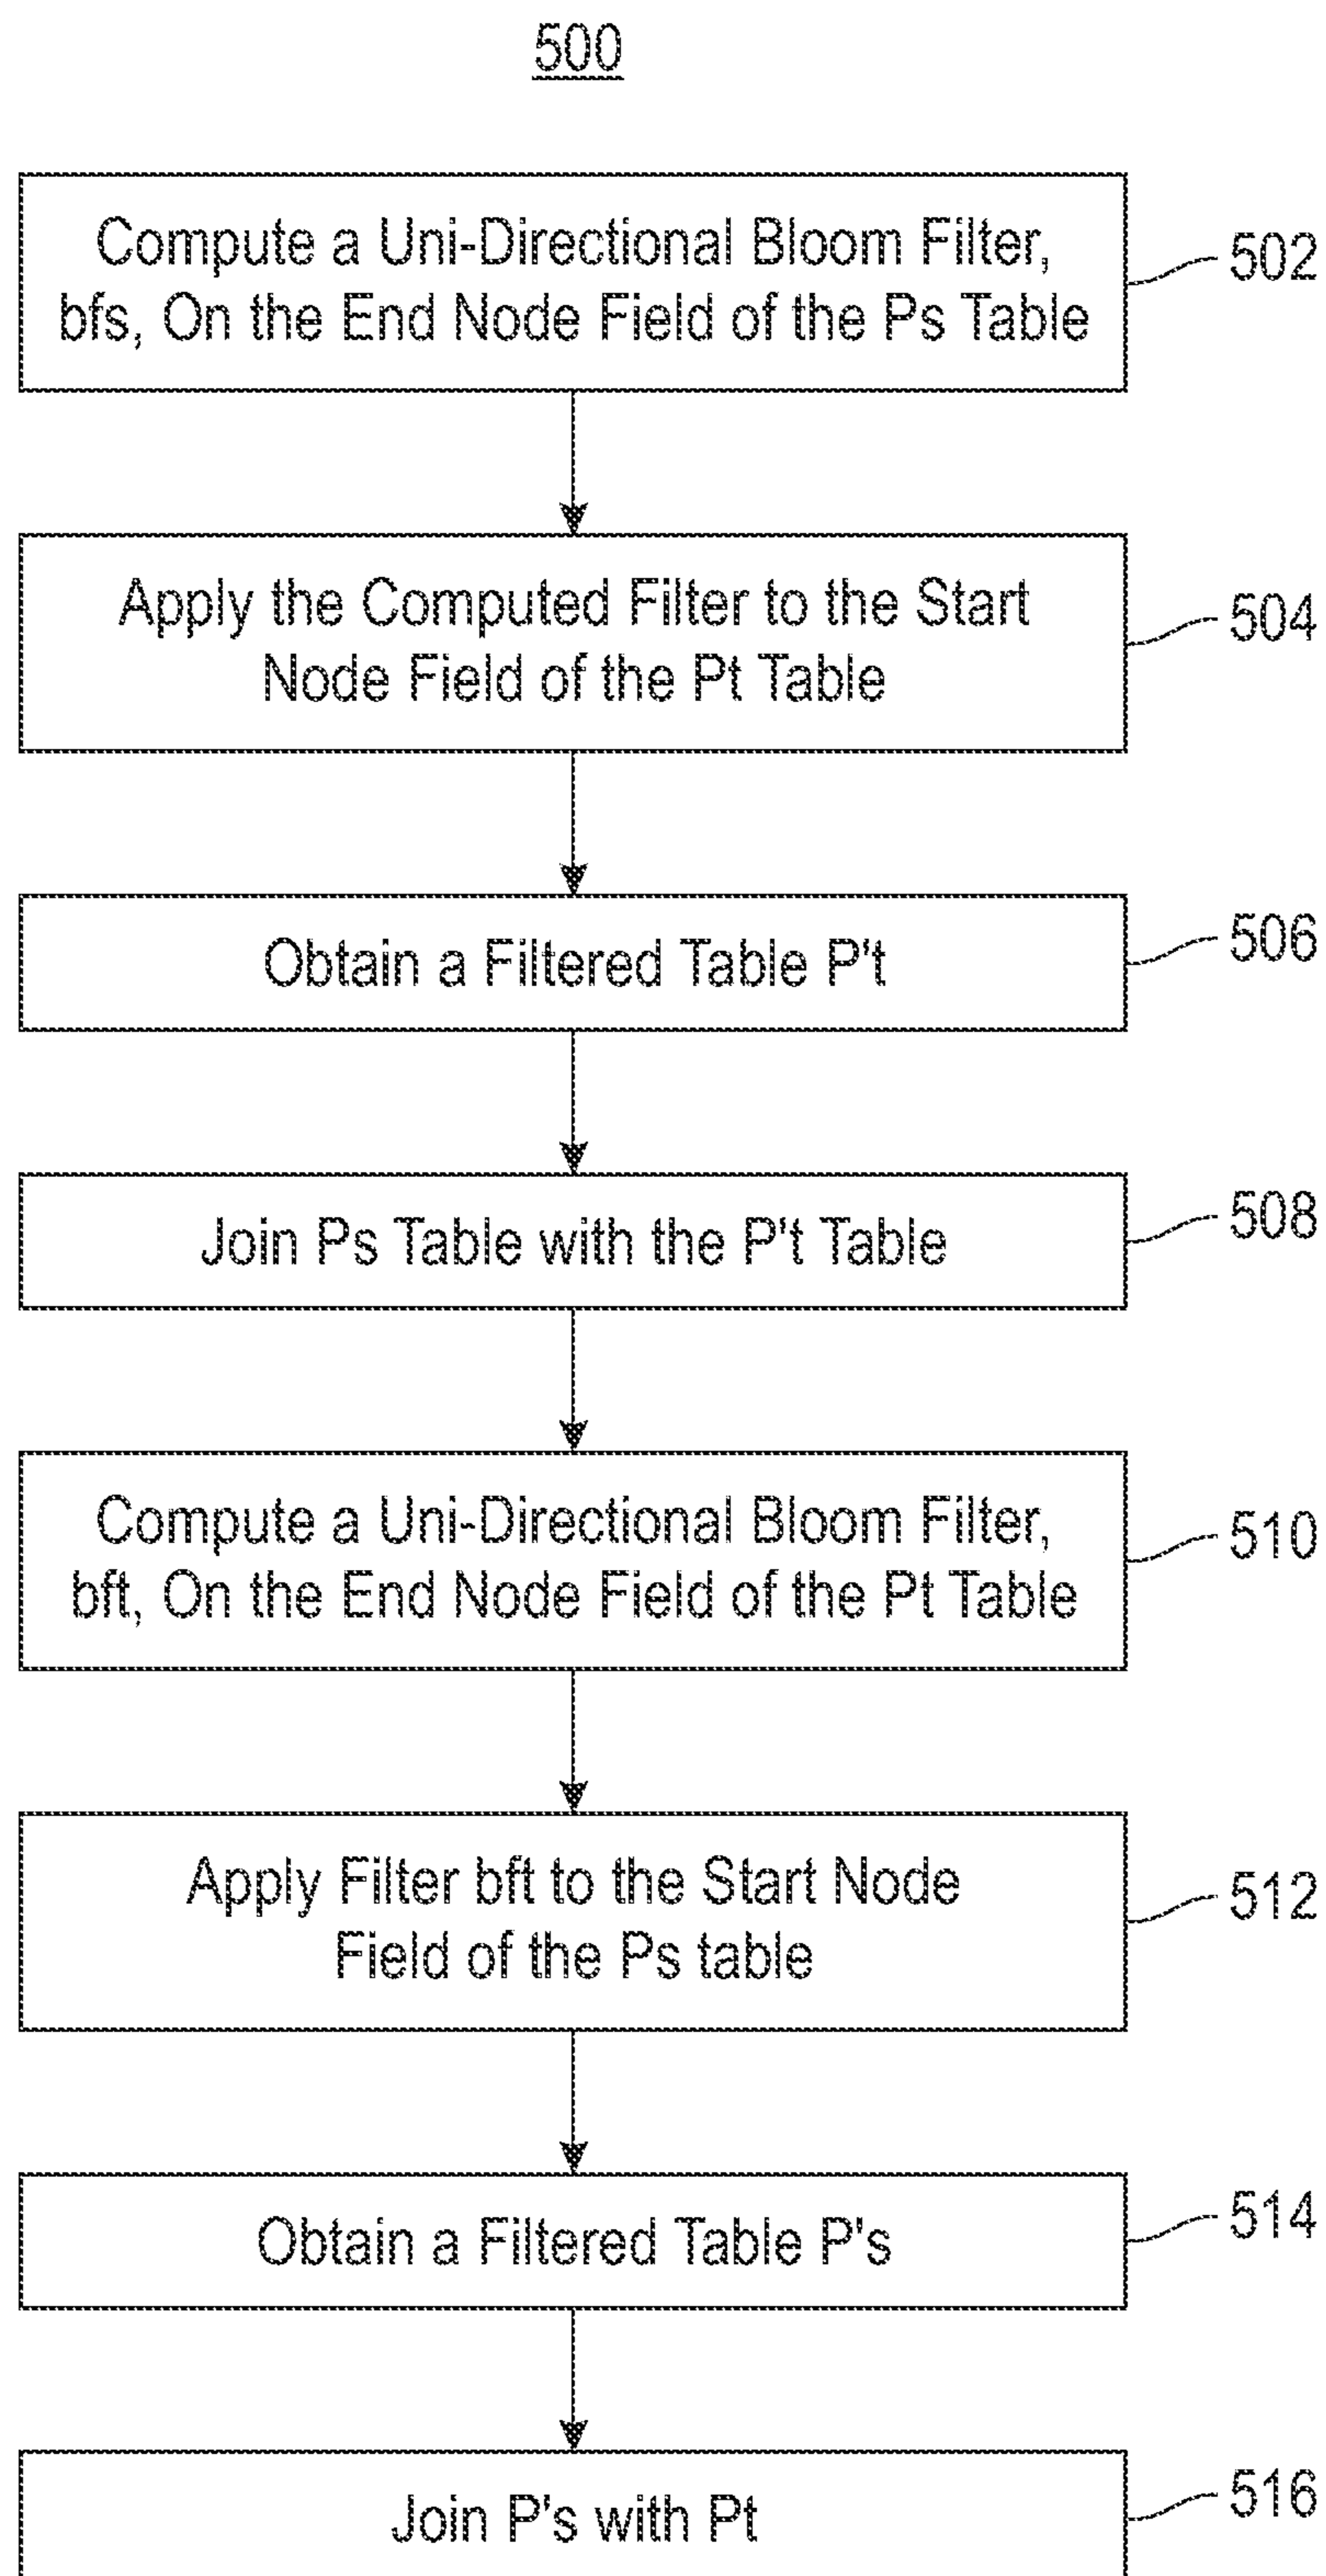 500
Compute a Uni-Directional Bloom Filter,
bfs, On the End Node Field of the Ps Table
502
Apply the Computed Filter to the Start
Node Field of the Pt Table
504
Obtain a Filtered Table P't
506
Join Ps Table with the P't Table
508
Compute a Uni-Directional Bloom Filter,
bft, On the End Node Field of the Pt Table
510
Apply Filter bft to the Start Node
Field of the Ps table
512
Obtain a Filtered Table P's
514
Join P's with Pt
516